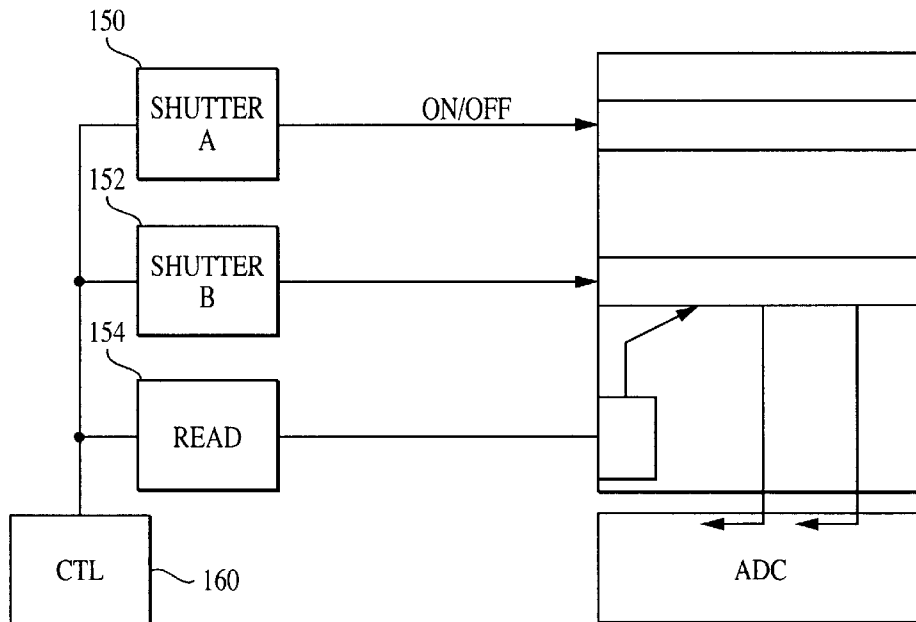 150
SHUTTER
A
ON/OFF
152
SHUTTER
B
154
READ
CTL
160
ADC